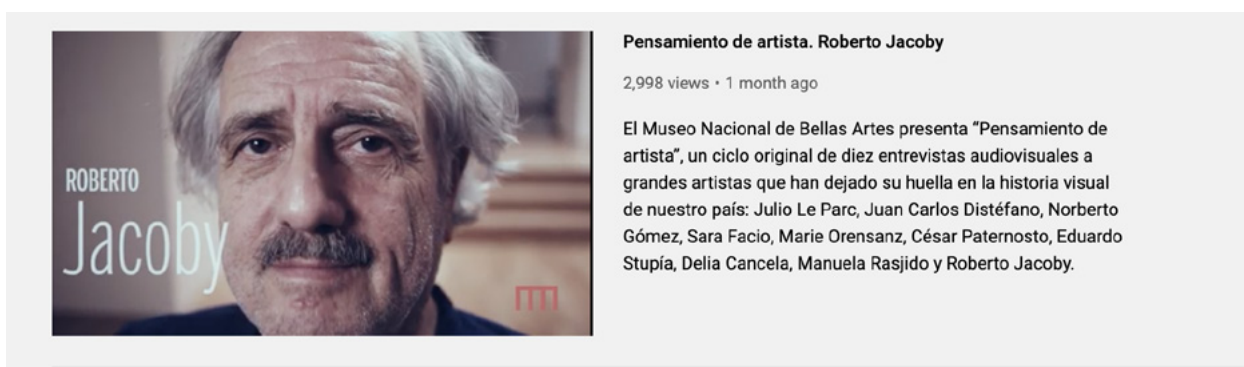 ROBERTO
Jacoby
Pensamiento de artista. Roberto Jacoby
2,998 views • 1 month ago
El Museo Nacional de Bellas Artes presenta “Pensamiento de
artista”, un ciclo original de diez entrevistas audiovisuales a
grandes artistas que han dejado su huella en la historia visual
de nuestro país: Julio Le Parc, Juan Carlos Distéfano, Norberto
Gómez, Sara Facio, Marie Orensanz, César Paternosto, Eduardo
Stupía, Delia Cancela, Manuela Rasjido y Roberto Jacoby.